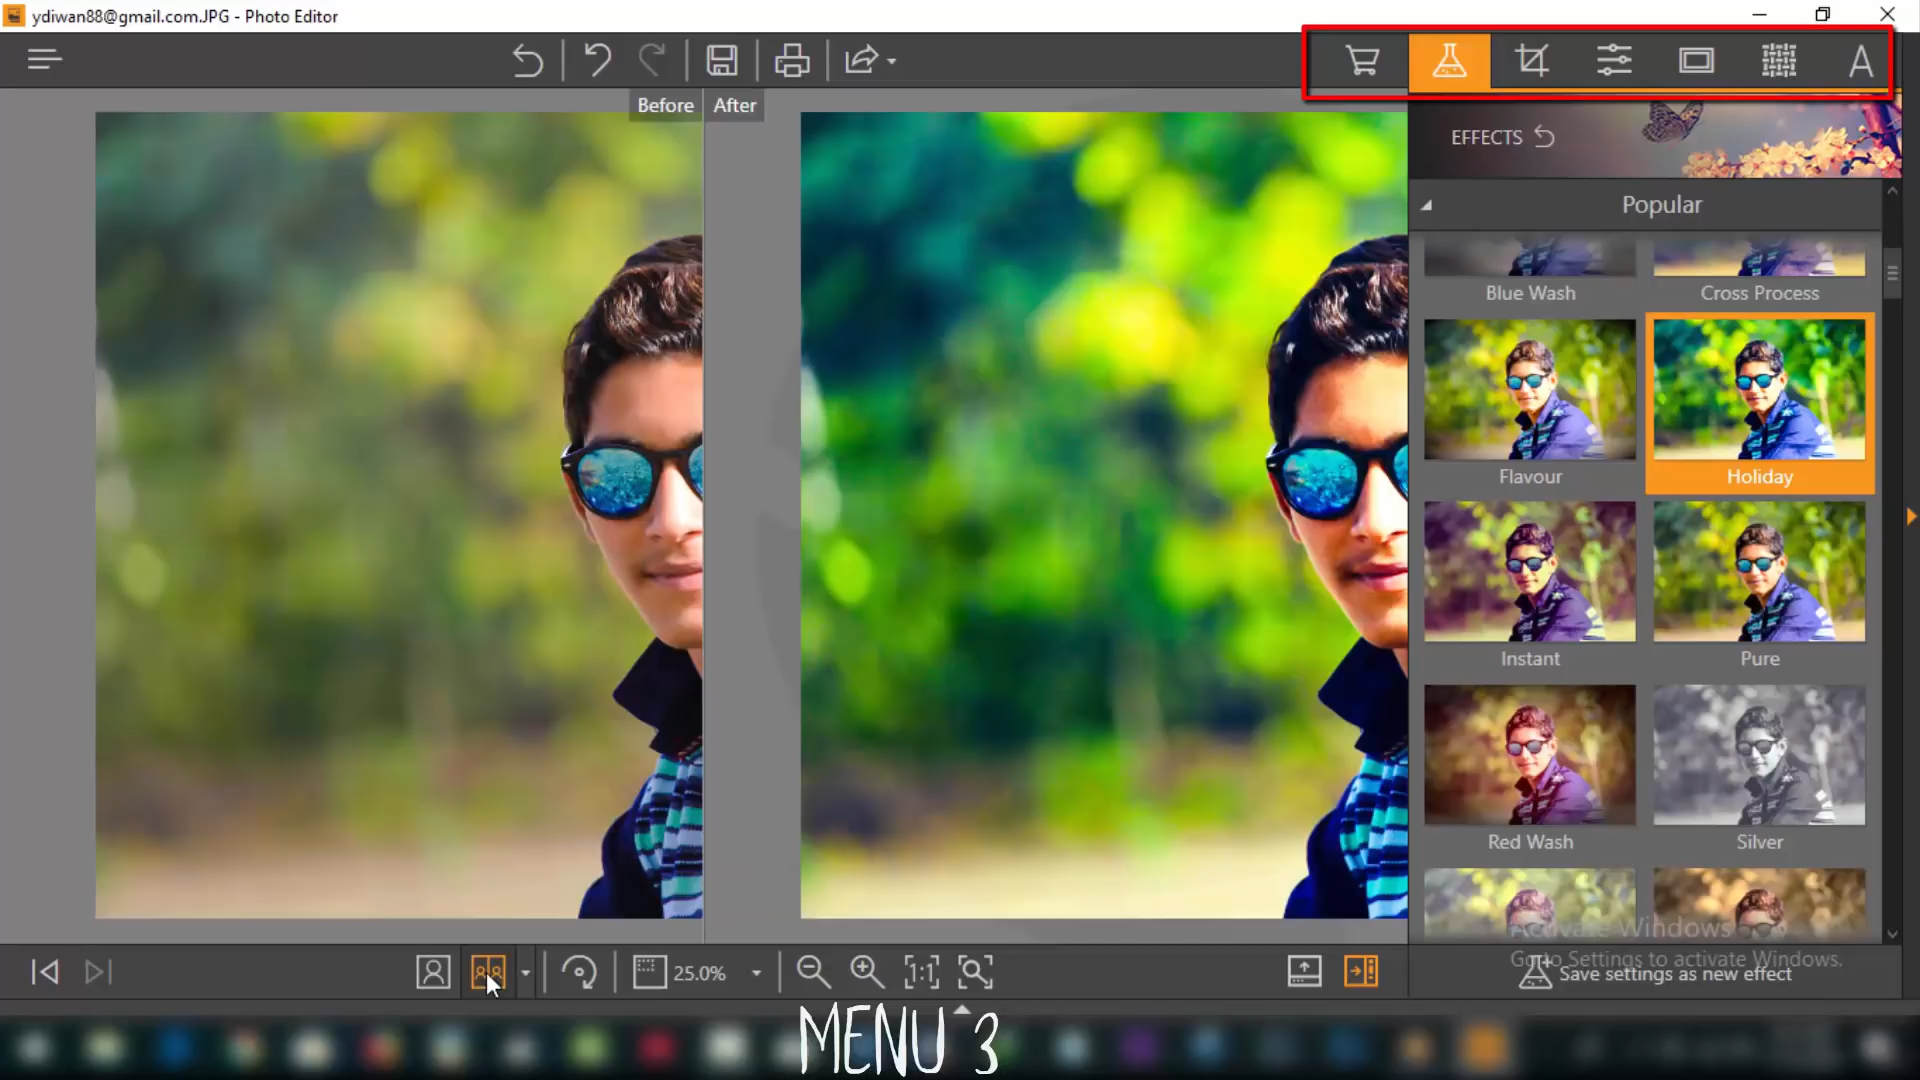 ydiwan88@gmail.com.JPG - Photo Editor
Before
After
EFFECTS
Popular
Blue Wash
Cross Process
Flavour
Holiday
Instant
Pure
Red Wash
Silver
Activate Windows
Go to Settings to activate Windows.
Save settings as new effect
25.0%
1:1
A
MENU 3